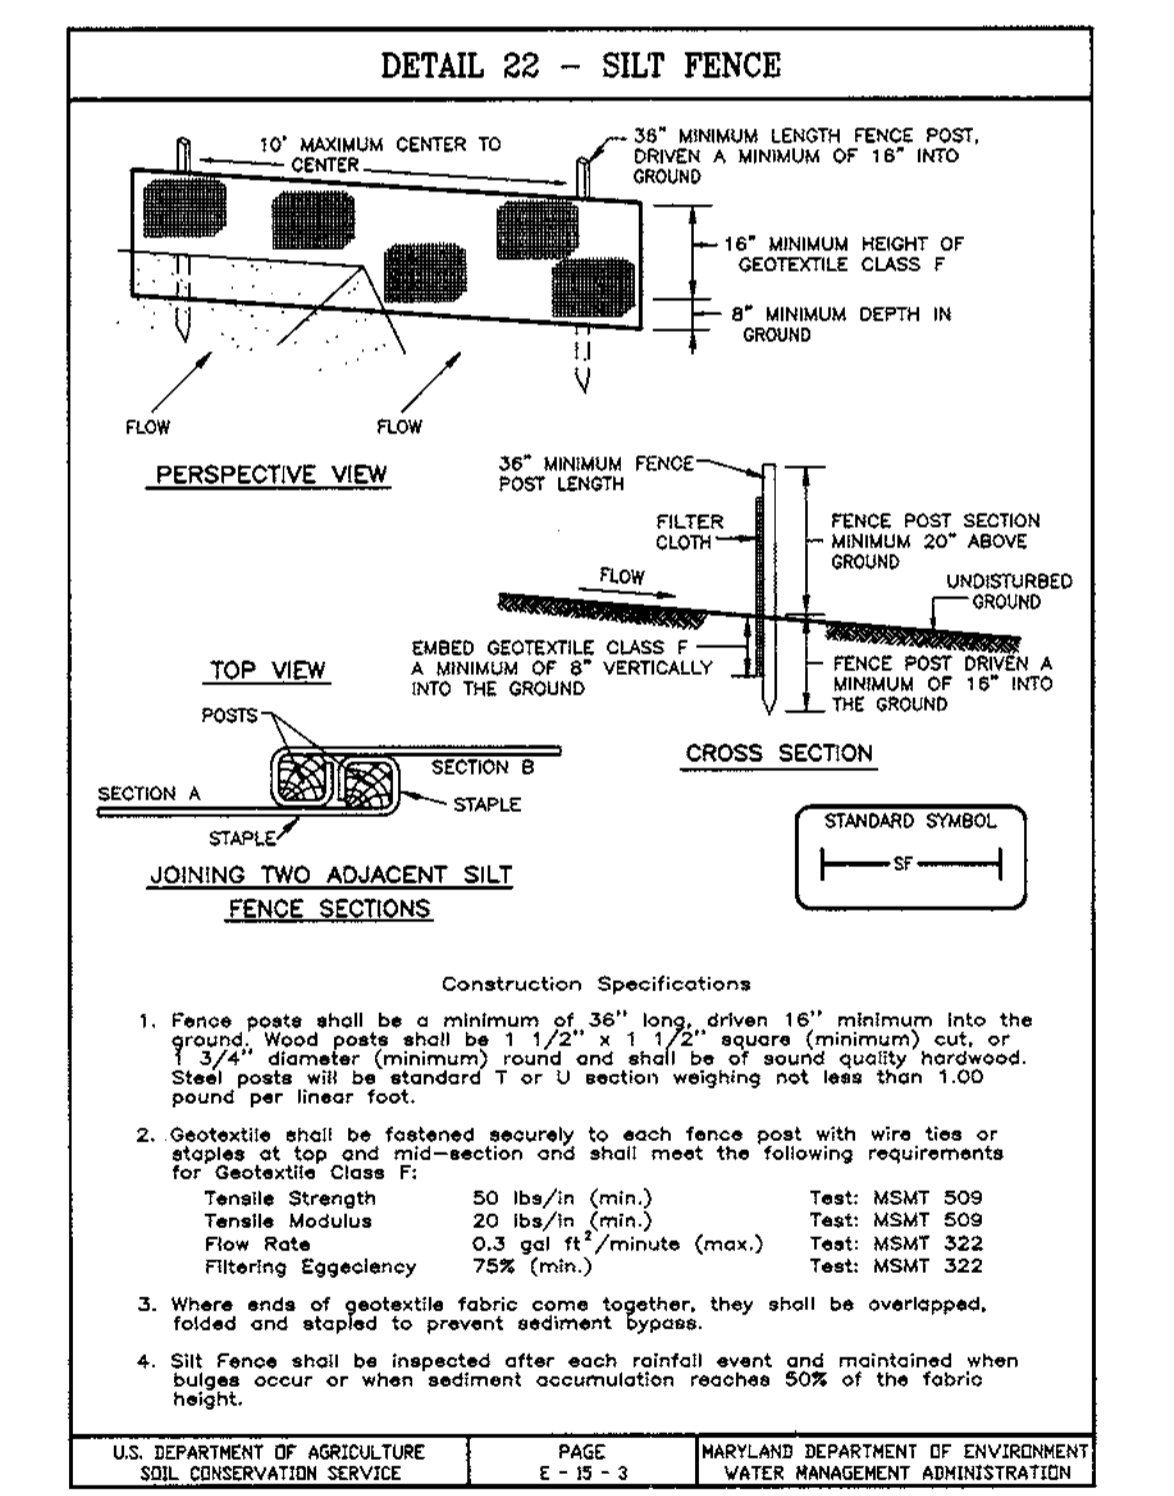 DETAIL 22 - SILT FENCE
10' MAXIMUM CENTER TO
CENTER
36" MINIMUM LENGTH FENCE POST,
DRIVEN A MINIMUM OF 16" INTO
GROUND
16" MINIMUM HEIGHT OF
GEOTEXTILE CLASS F
8" MINIMUM DEPTH IN
GROUND
FLOW
FLOW
PERSPECTIVE VIEW
36" MINIMUM FENCE
POST LENGTH
FILTER
CLOTH
FENCE POST SECTION
MINIMUM 20" ABOVE
GROUND
FLOW
UNDISTURBED
GROUND
EMBED GEOTEXTILE CLASS F
A MINIMUM OF 8" VERTICALLY
INTO THE GROUND
FENCE POST DRIVEN A
MINIMUM OF 16" INTO
THE GROUND
CROSS SECTION
TOP VIEW
POSTS
SECTION B
SECTION A
STAPLE
STAPLE
JOINING TWO ADJACENT SILT
FENCE SECTIONS
STANDARD SYMBOL
SF
Construction Specifications
1. Fence posts shall be a minimum of 36" long, driven 16" minimum into the
ground. Wood posts shall be 1 1/2" x 1 1/2" square (minimum) cut, or
1 3/4" diameter (minimum) round and shall be of sound quality hardwood.
Steel posts will be standard T or U section weighing not less than 1.00
pound per linear foot.
2. Geotextile shall be fastened securely to each fence post with wire ties or
staples at top and mid-section and shall meet the following requirements
for Geotextile Class F:
Tensile Strength 50 lbs/in (min.) Test: MSMT 509
Tensile Modulus 20 lbs/in (min.) Test: MSMT 509
Flow Rate 0.3 gal ft²/minute (max.) Test: MSMT 322
Filtering Eggeciency 75% (min.) Test: MSMT 322
3. Where ends of geotextile fabric come together, they shall be overlapped,
folded and stapled to prevent sediment bypass.
4. Silt Fence shall be inspected after each rainfall event and maintained when
bulges occur or when sediment accumulation reaches 50% of the fabric
height.
U.S. DEPARTMENT OF AGRICULTURE
SOIL CONSERVATION SERVICE
PAGE
E - 15 - 3
MARYLAND DEPARTMENT OF ENVIRONMENT
WATER MANAGEMENT ADMINISTRATION